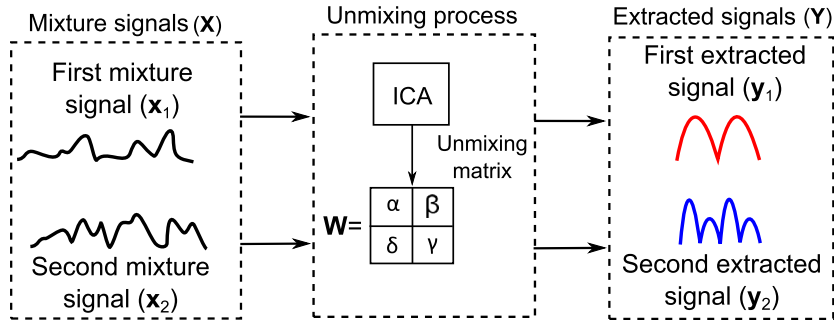 Mixture signals (X)
First mixture
signal (x₁)
Second mixture
signal (x₂)
Unmixing process
ICA
Unmixing
matrix
W=
α β
δ γ
Extracted signals (Y)
First extracted
signal (y₁)
Second extracted
signal (y₂)